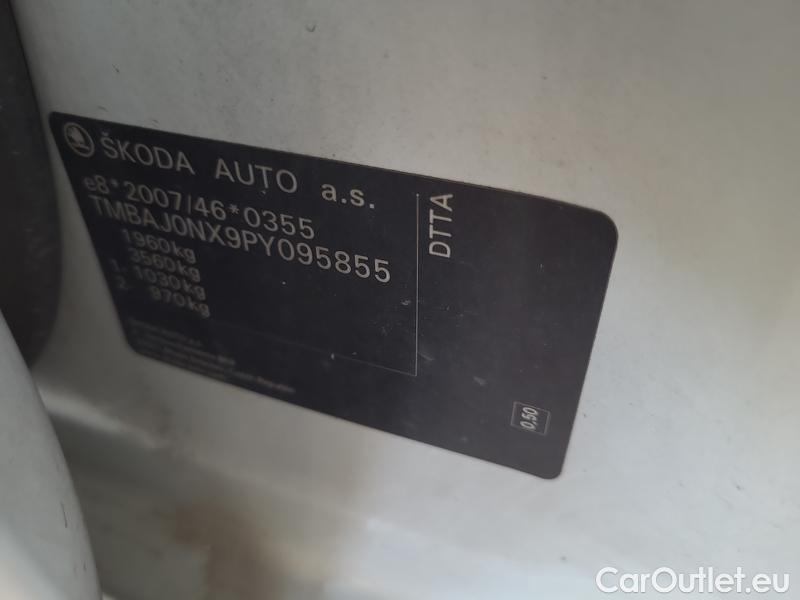 ŠKODA AUTO a.s.
e8*2007/46*0355
TMBAJ0NX9PY095855
1960kg
3560kg
1- 1030kg
2- 970kg
DTTA
0,50
CarOutlet.eu